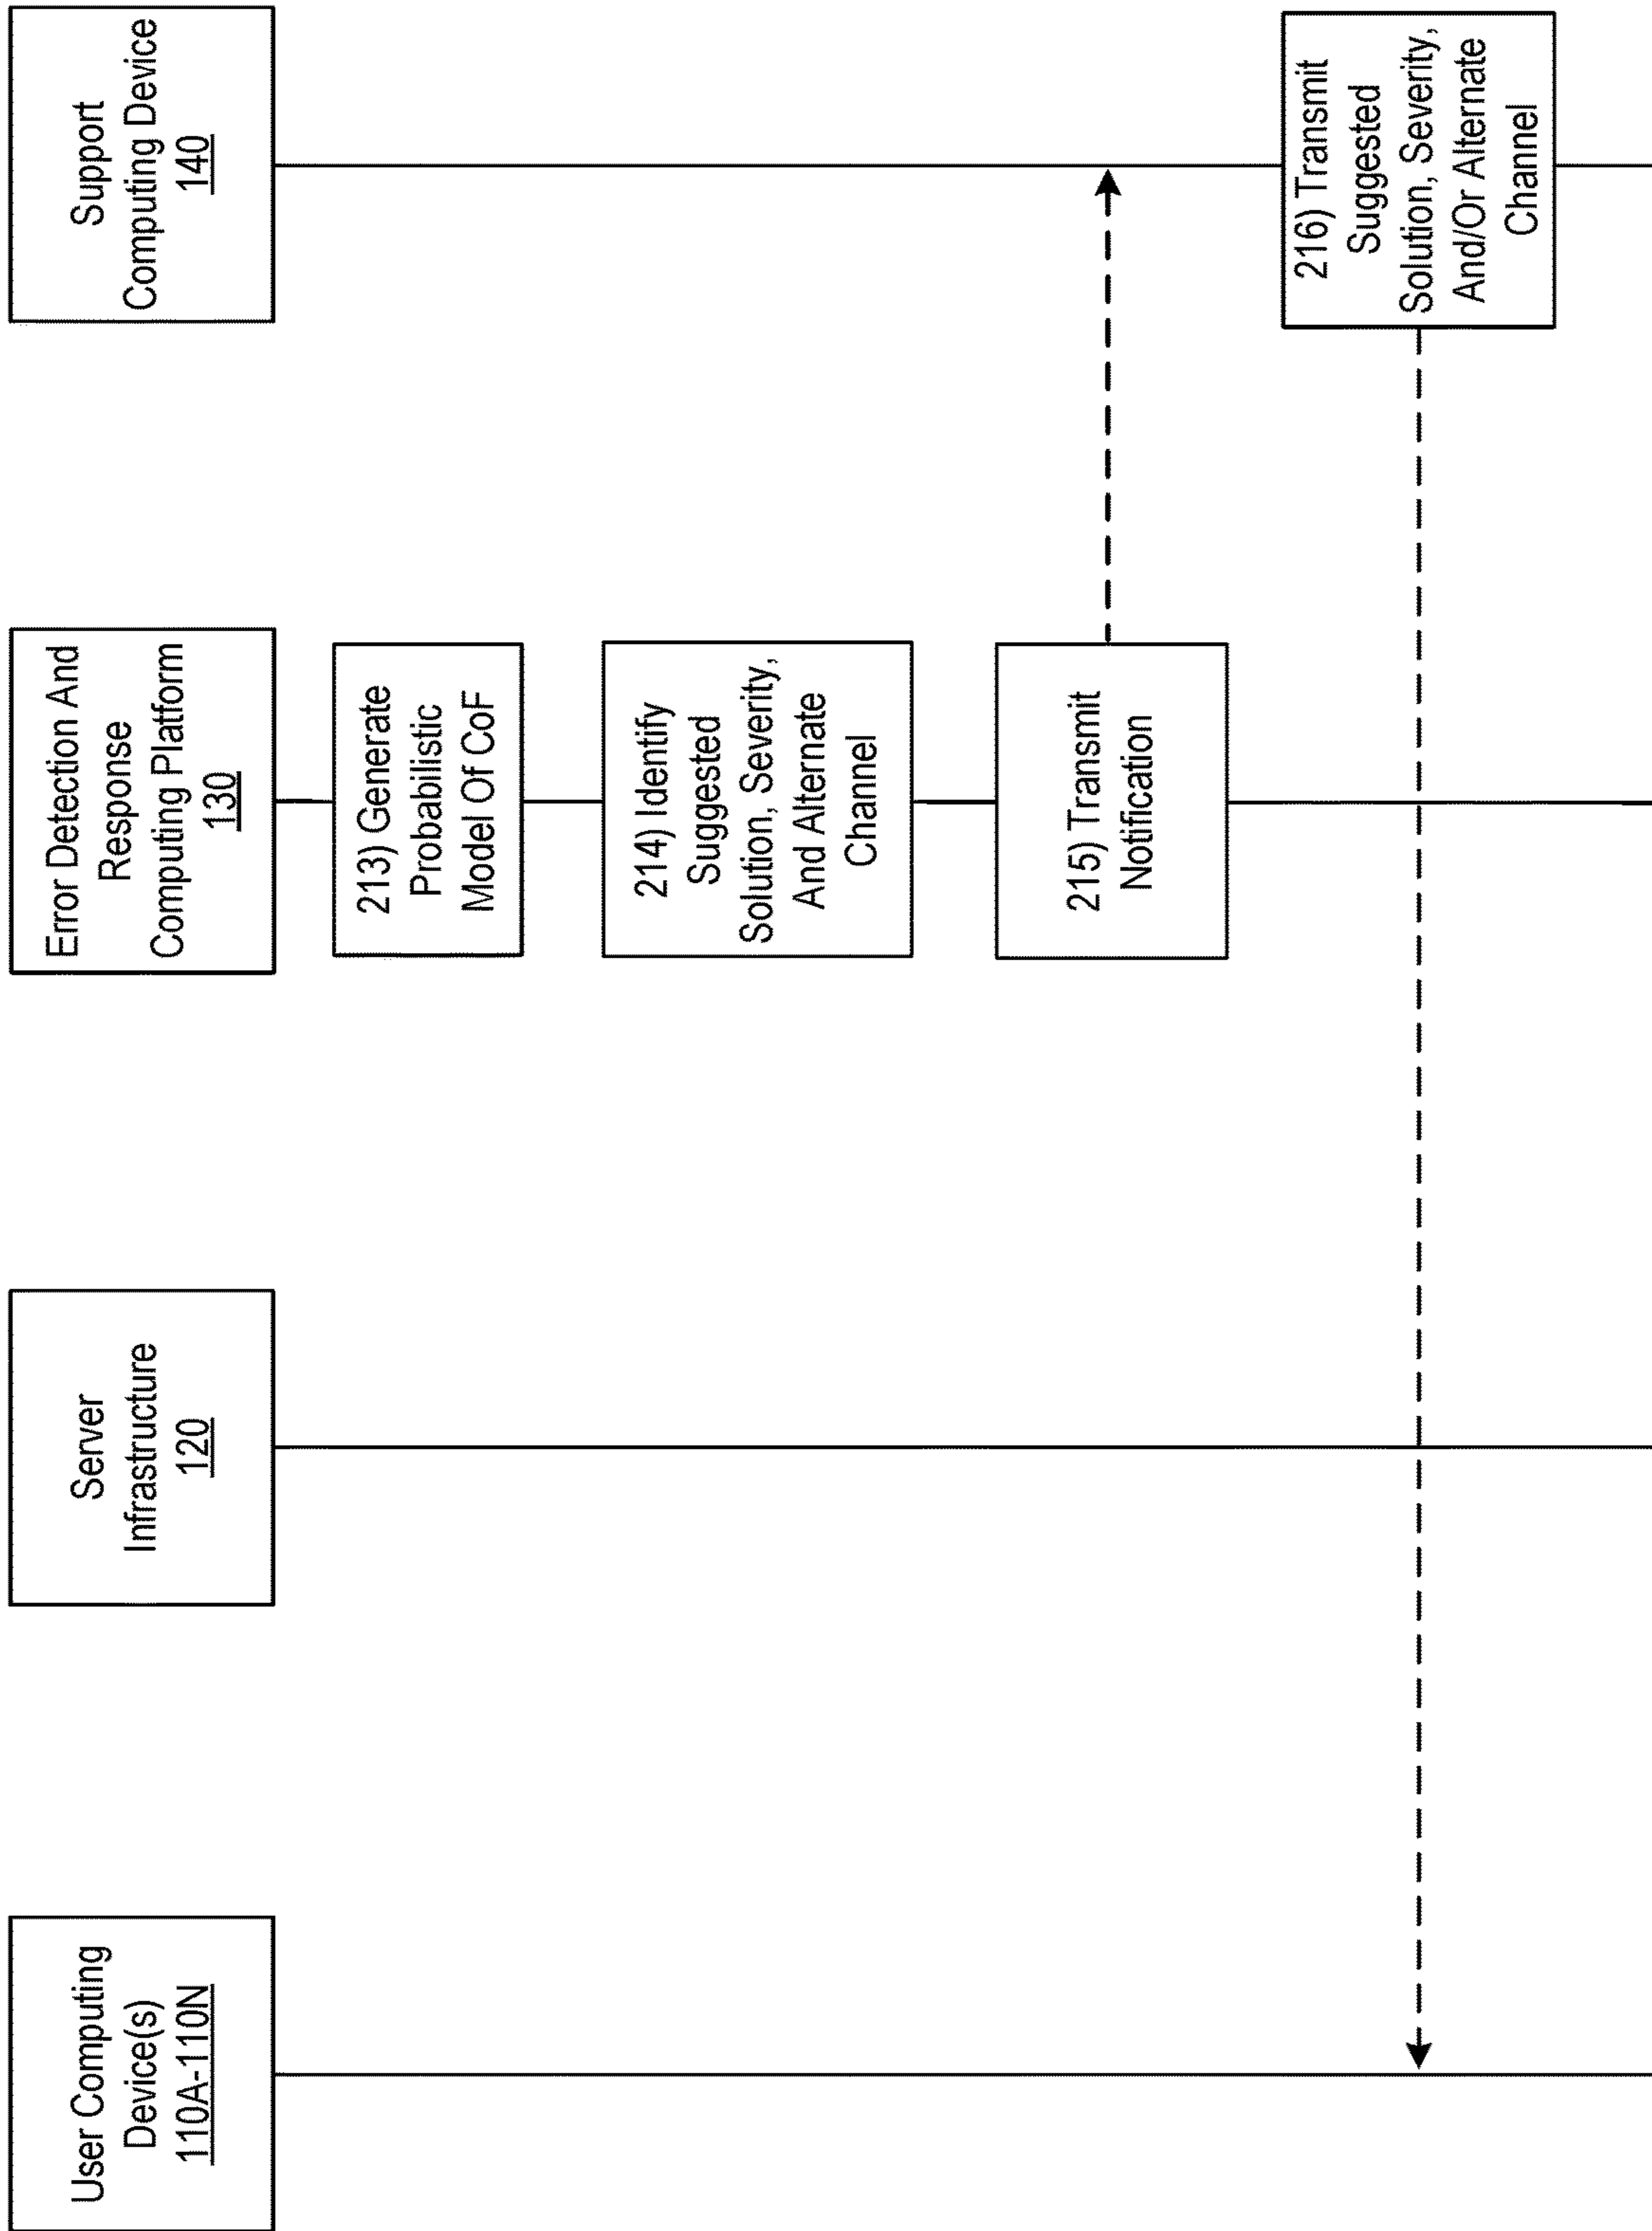 User Computing
Device(s)
110A-110N
Server
Infrastructure
120
Error Detection And
Response
Computing Platform
130
Support
Computing Device
140
213) Generate
Probabilistic
Model Of CoF
214) Identify
Suggested
Solution, Severity,
And Alternate
Channel
215) Transmit
Notification
216) Transmit
Suggested
Solution, Severity,
And/Or Alternate
Channel